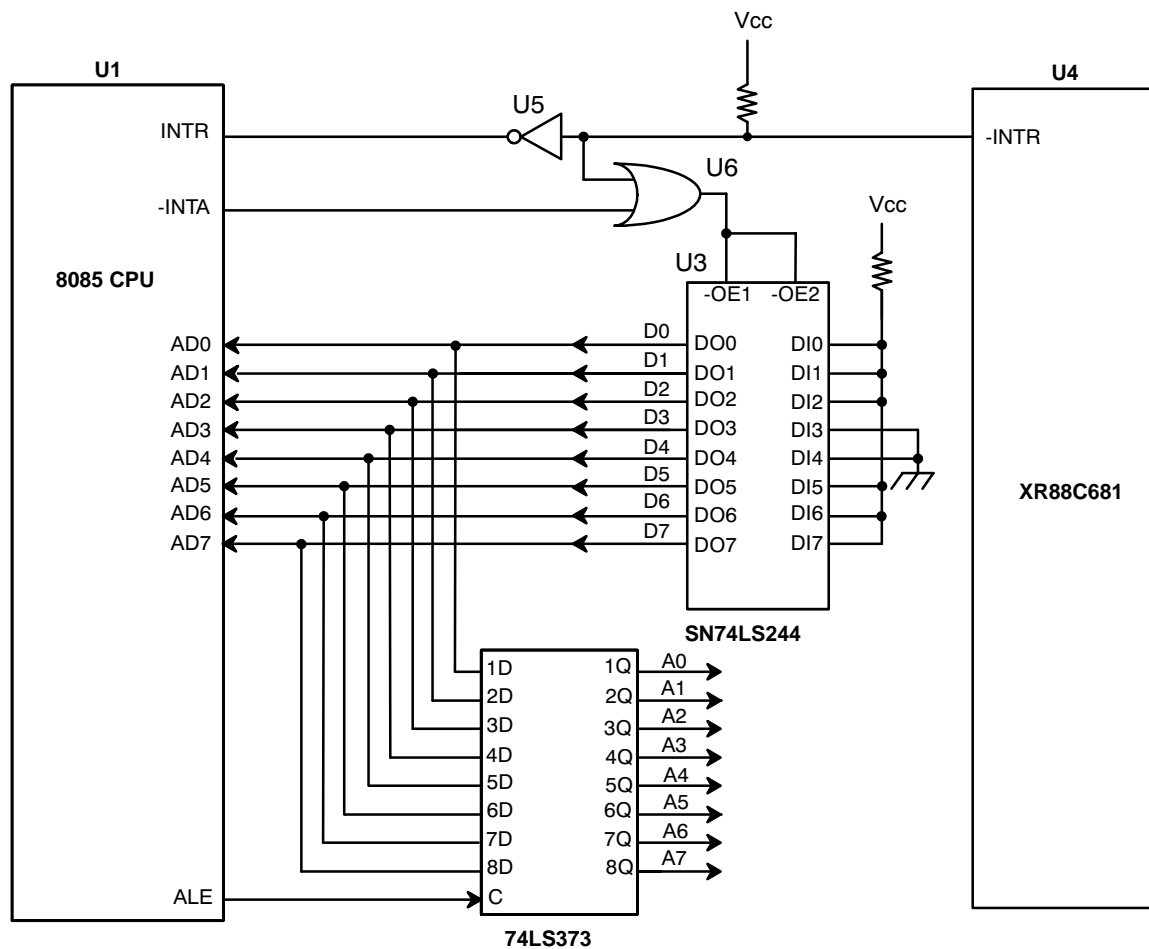 Vcc
U1
U4
U5
INTR
-INTR
U6
-INTA
Vcc
U3
8085 CPU
-OE1 -OE2
AD0 D0 DO0 DI0
AD1 D1 DO1 DI1
AD2 D2 DO2 DI2
AD3 D3 DO3 DI3
AD4 D4 DO4 DI4
AD5 D5 DO5 DI5
XR88C681
AD6 D6 DO6 DI6
AD7 D7 DO7 DI7
SN74LS244
1D 1Q A0
2D 2Q A1
3D 3Q A2
4D 4Q A3
5D 5Q A4
6D 6Q A5
7D 7Q A6
8D 8Q A7
ALE C
74LS373